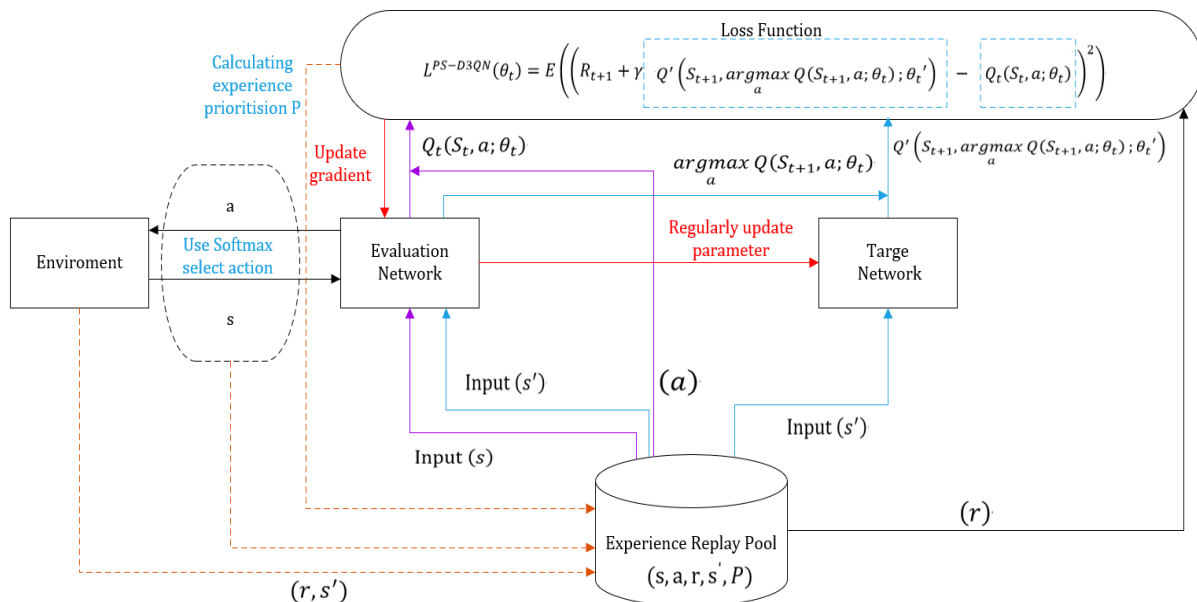 Loss Function
L^{PS−D3QN}(θ_t) = E((R_{t+1} + γ Q′(S_{t+1}, argmax_a Q(S_{t+1}, a; θ_t) ; θ_t′) − Q_t(S_t, a; θ_t))^2)
Calculating
experience
prioritision P
Update
gradient
Q_t(S_t, a; θ_t)
argmax_a Q(S_{t+1}, a; θ_t)
Q′(S_{t+1}, argmax_a Q(S_{t+1}, a; θ_t) ; θ_t′)
a
Use Softmax
select action
s
Enviroment
Evaluation
Network
Regularly update
parameter
Targe
Network
Input (s′)
(a)
Input (s′)
Input (s)
(r)
Experience Replay Pool
(s, a, r, s', P)
(r, s′)